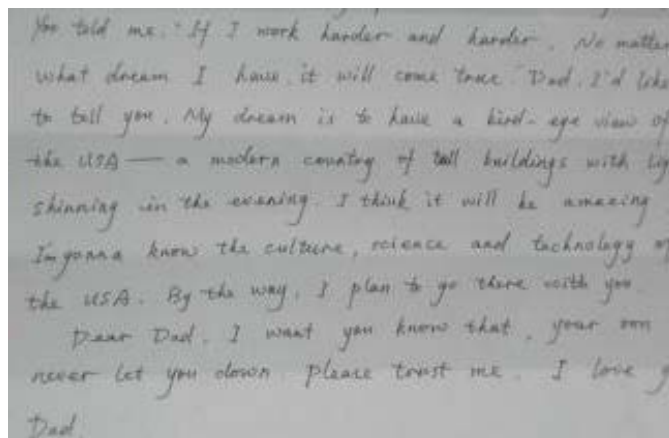 You told me: "If I work harder and harder. No matter
what dream I have, it will come true." Dad, I'd like
to tell you. My dream is to have a bird-eye view of
the USA — a modern country of tall buildings with
shinning in the evening. I think it will be amazing
I'm gonna know the culture, science and technology of
the USA. By the way, I plan to go there with you.
Dear Dad. I want you know that, your son
never let you down. Please trust me. I love
Dad